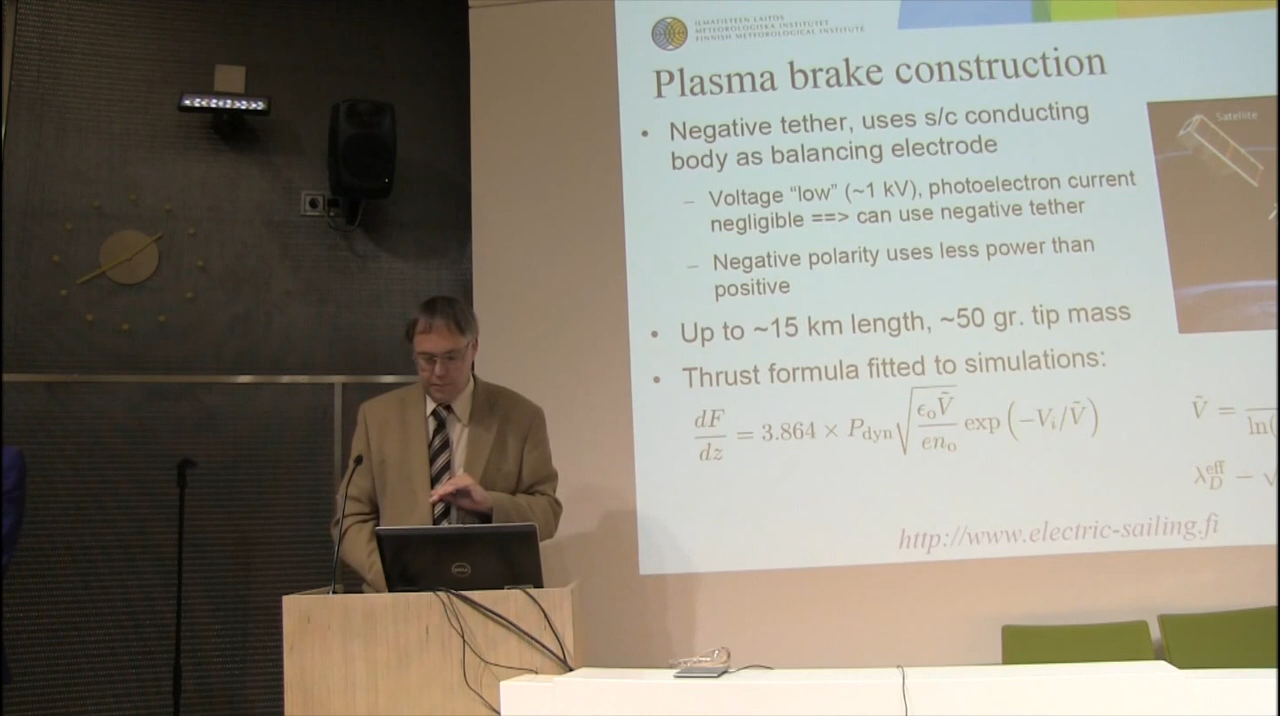 ILMATIETEEN LAITOS
METEOROLOGISKA INSTITUTET
FINNISH METEOROLOGICAL INSTITUTE
Plasma brake construction
• Negative tether, uses s/c conducting
body as balancing electrode
– Voltage "low" (~1 kV), photoelectron current
negligible ==> can use negative tether
– Negative polarity uses less power than
positive
• Up to ~15 km length, ~50 gr. tip mass
• Thrust formula fitted to simulations:
dF/dz = 3.864 × P_dyn √(ϵ₀Ṽ/en₀) exp (−V_i/Ṽ)
Ṽ =
ln(
λ_D^eff
http://www.electric-sailing.fi
Satellite
DELL